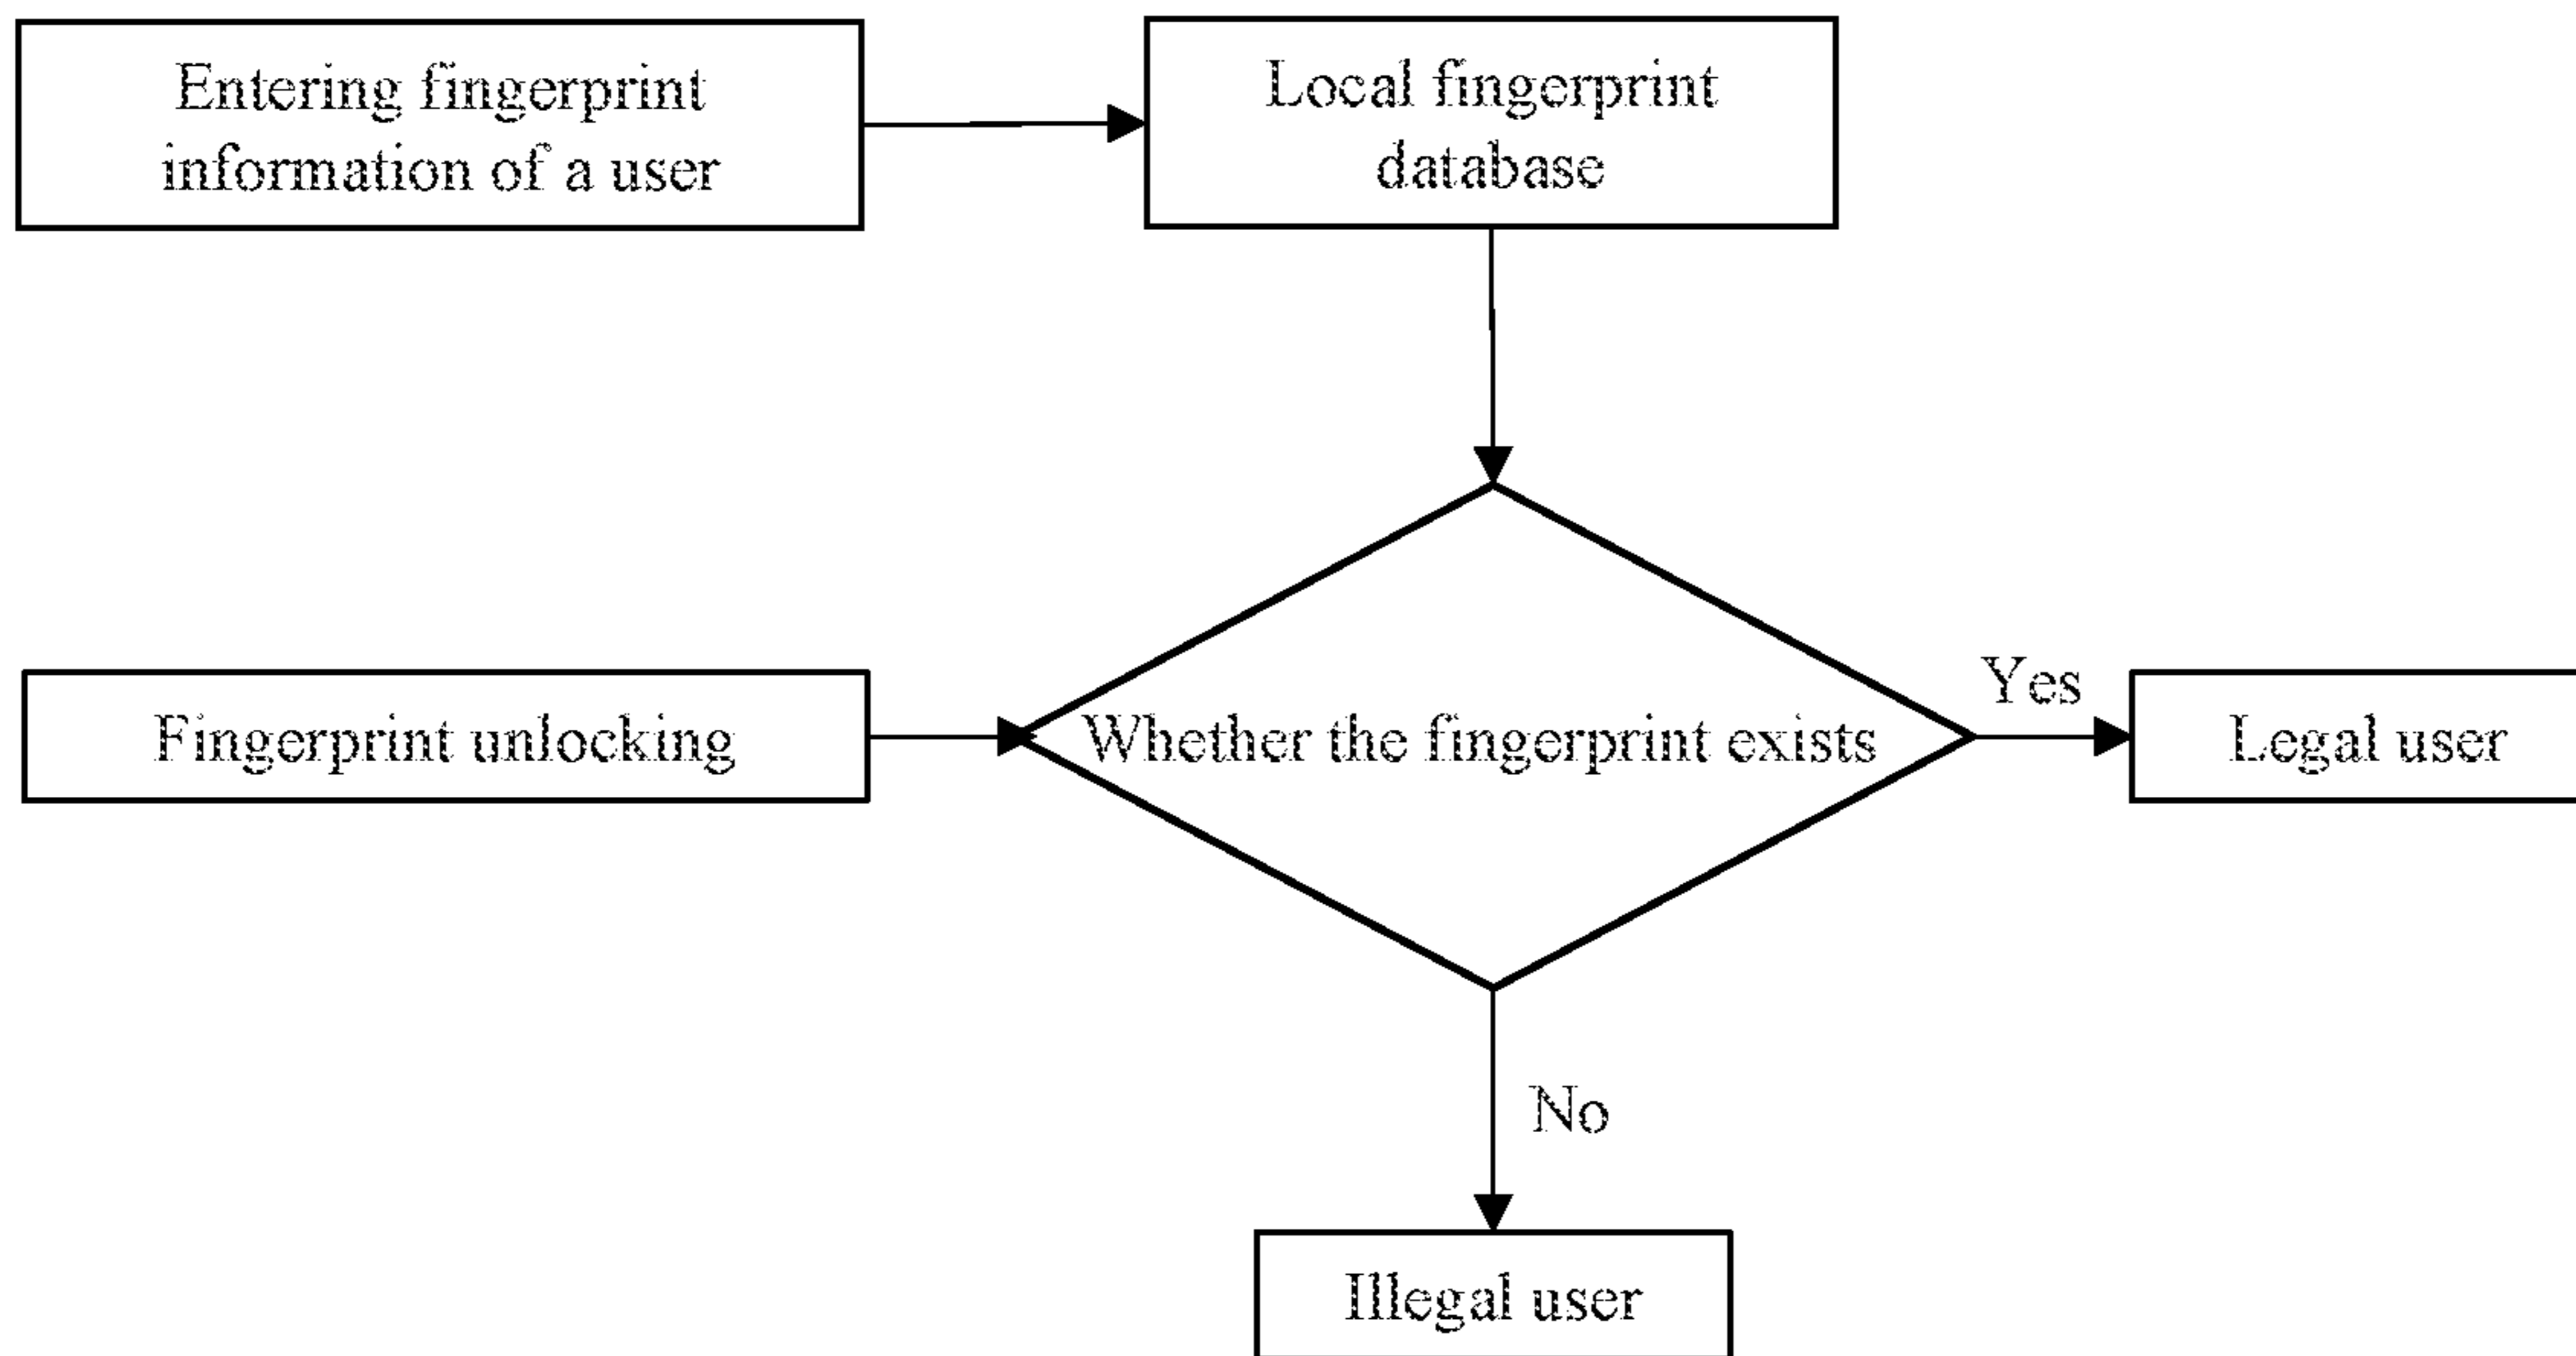 Entering fingerprint
information of a user
Local fingerprint
database
Fingerprint unlocking
Whether the fingerprint exists
Yes
Legal user
No
Illegal user